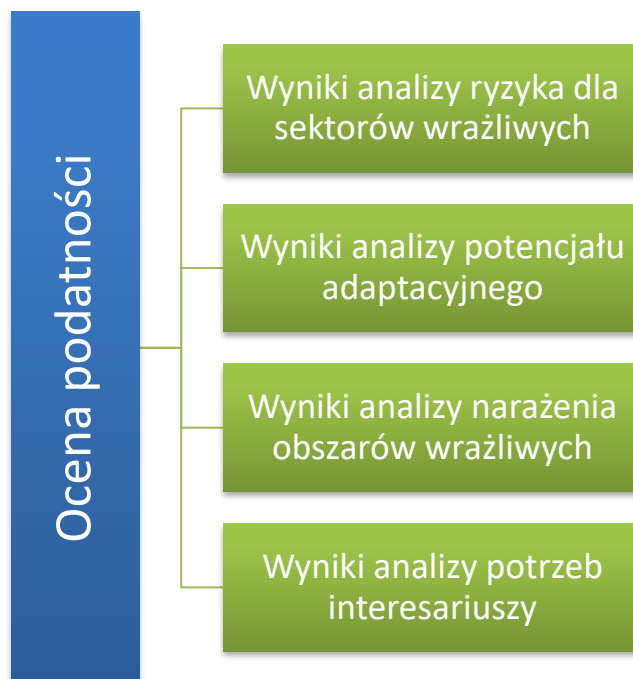 Ocena podatności
Wyniki analizy ryzyka dla
sektorów wrażliwych
Wyniki analizy potencjału
adaptacyjnego
Wyniki analizy narażenia
obszarów wrażliwych
Wyniki analizy potrzeb
interesariuszy